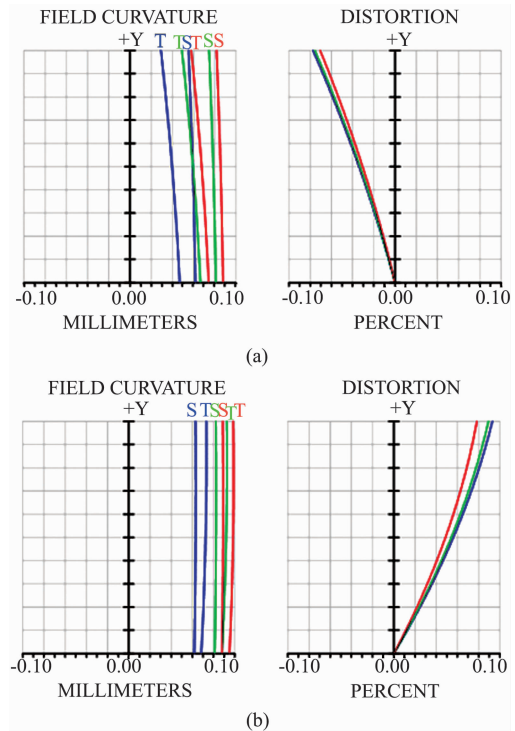 FIELD CURVATURE
+Y
T T S T S S
-0.10 0.00 0.10
MILLIMETERS
DISTORTION
+Y
-0.10 0.00 0.10
PERCENT
(a)
FIELD CURVATURE
+Y
S T S S T T
-0.10 0.00 0.10
MILLIMETERS
DISTORTION
+Y
-0.10 0.00 0.10
PERCENT
(b)